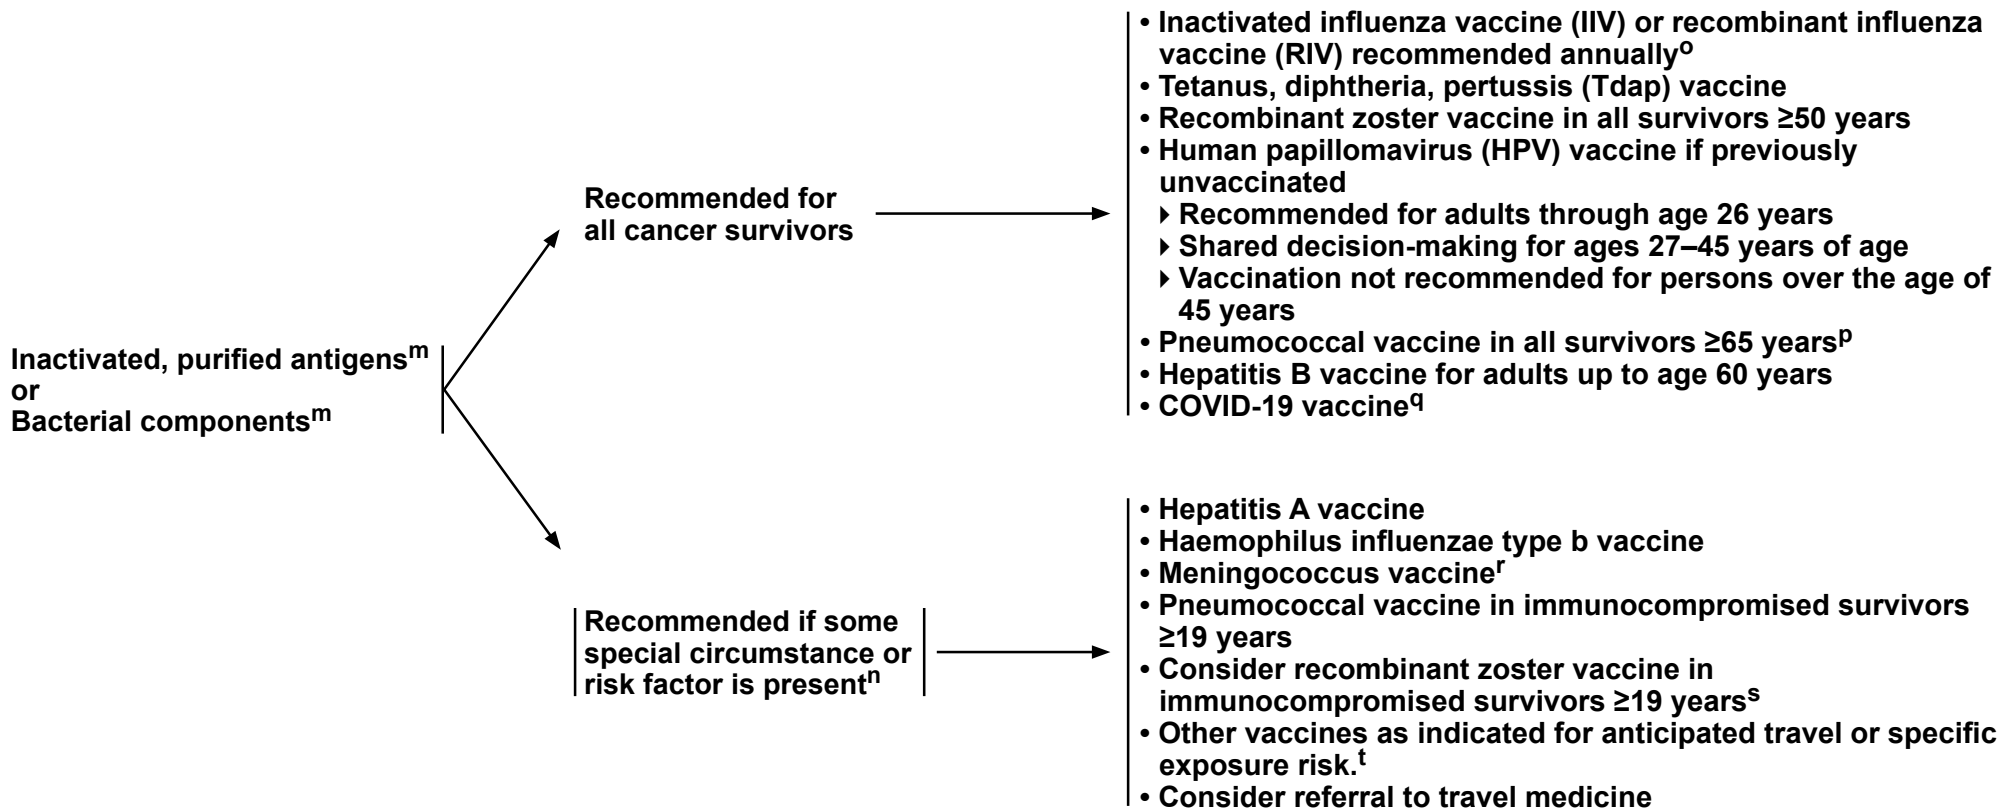 Inactivated, purified antigensᵐ
or
Bacterial componentsᵐ
Recommended for
all cancer survivors
• Inactivated influenza vaccine (IIV) or recombinant influenza
vaccine (RIV) recommended annuallyᵒ
• Tetanus, diphtheria, pertussis (Tdap) vaccine
• Recombinant zoster vaccine in all survivors ≥50 years
• Human papillomavirus (HPV) vaccine if previously
unvaccinated
▸ Recommended for adults through age 26 years
▸ Shared decision-making for ages 27–45 years of age
▸ Vaccination not recommended for persons over the age of
45 years
• Pneumococcal vaccine in all survivors ≥65 yearsᵖ
• Hepatitis B vaccine for adults up to age 60 years
• COVID-19 vaccine𐞥
Recommended if some
special circumstance or
risk factor is presentⁿ
• Hepatitis A vaccine
• Haemophilus influenzae type b vaccine
• Meningococcus vaccineʳ
• Pneumococcal vaccine in immunocompromised survivors
≥19 years
• Consider recombinant zoster vaccine in
immunocompromised survivors ≥19 yearsˢ
• Other vaccines as indicated for anticipated travel or specific
exposure risk.ᵗ
• Consider referral to travel medicine